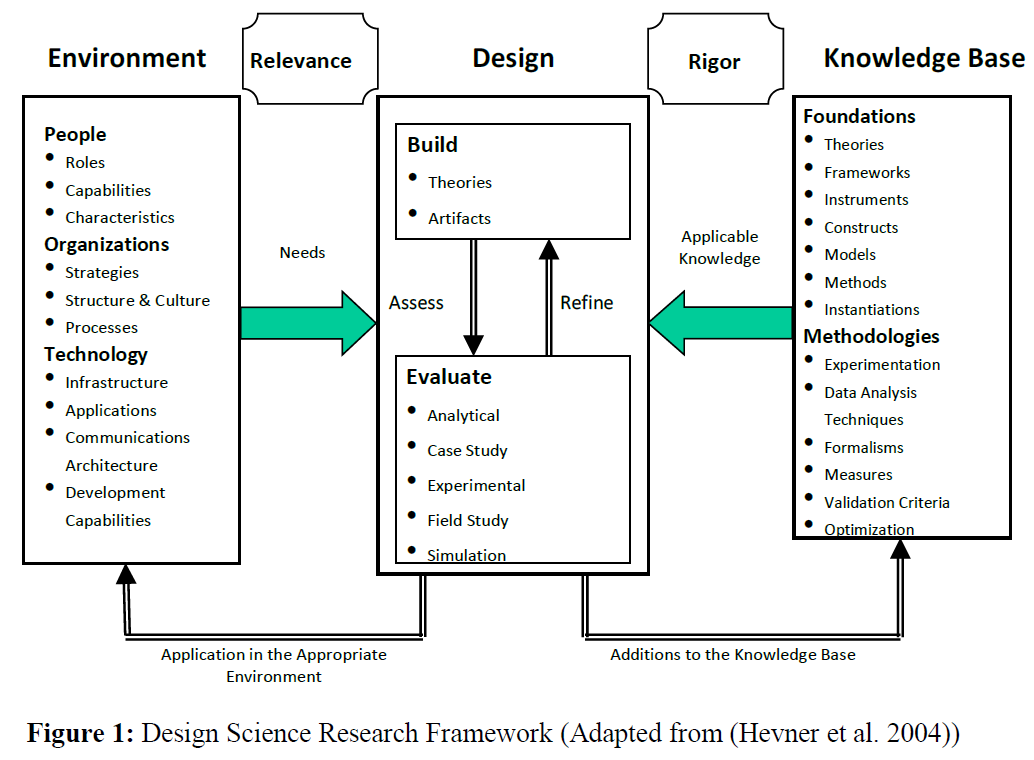 Environment
Relevance
Design
Rigor
Knowledge Base
People
• Roles
• Capabilities
• Characteristics
Organizations
• Strategies
• Structure & Culture
• Processes
Technology
• Infrastructure
• Applications
• Communications
Architecture
• Development
Capabilities
Needs
Build
• Theories
• Artifacts
Assess
Refine
Evaluate
• Analytical
• Case Study
• Experimental
• Field Study
• Simulation
Applicable
Knowledge
Foundations
• Theories
• Frameworks
• Instruments
• Constructs
• Models
• Methods
• Instantiations
Methodologies
• Experimentation
• Data Analysis
Techniques
• Formalisms
• Measures
• Validation Criteria
• Optimization
Application in the Appropriate
Environment
Additions to the Knowledge Base
Figure 1: Design Science Research Framework (Adapted from (Hevner et al. 2004))